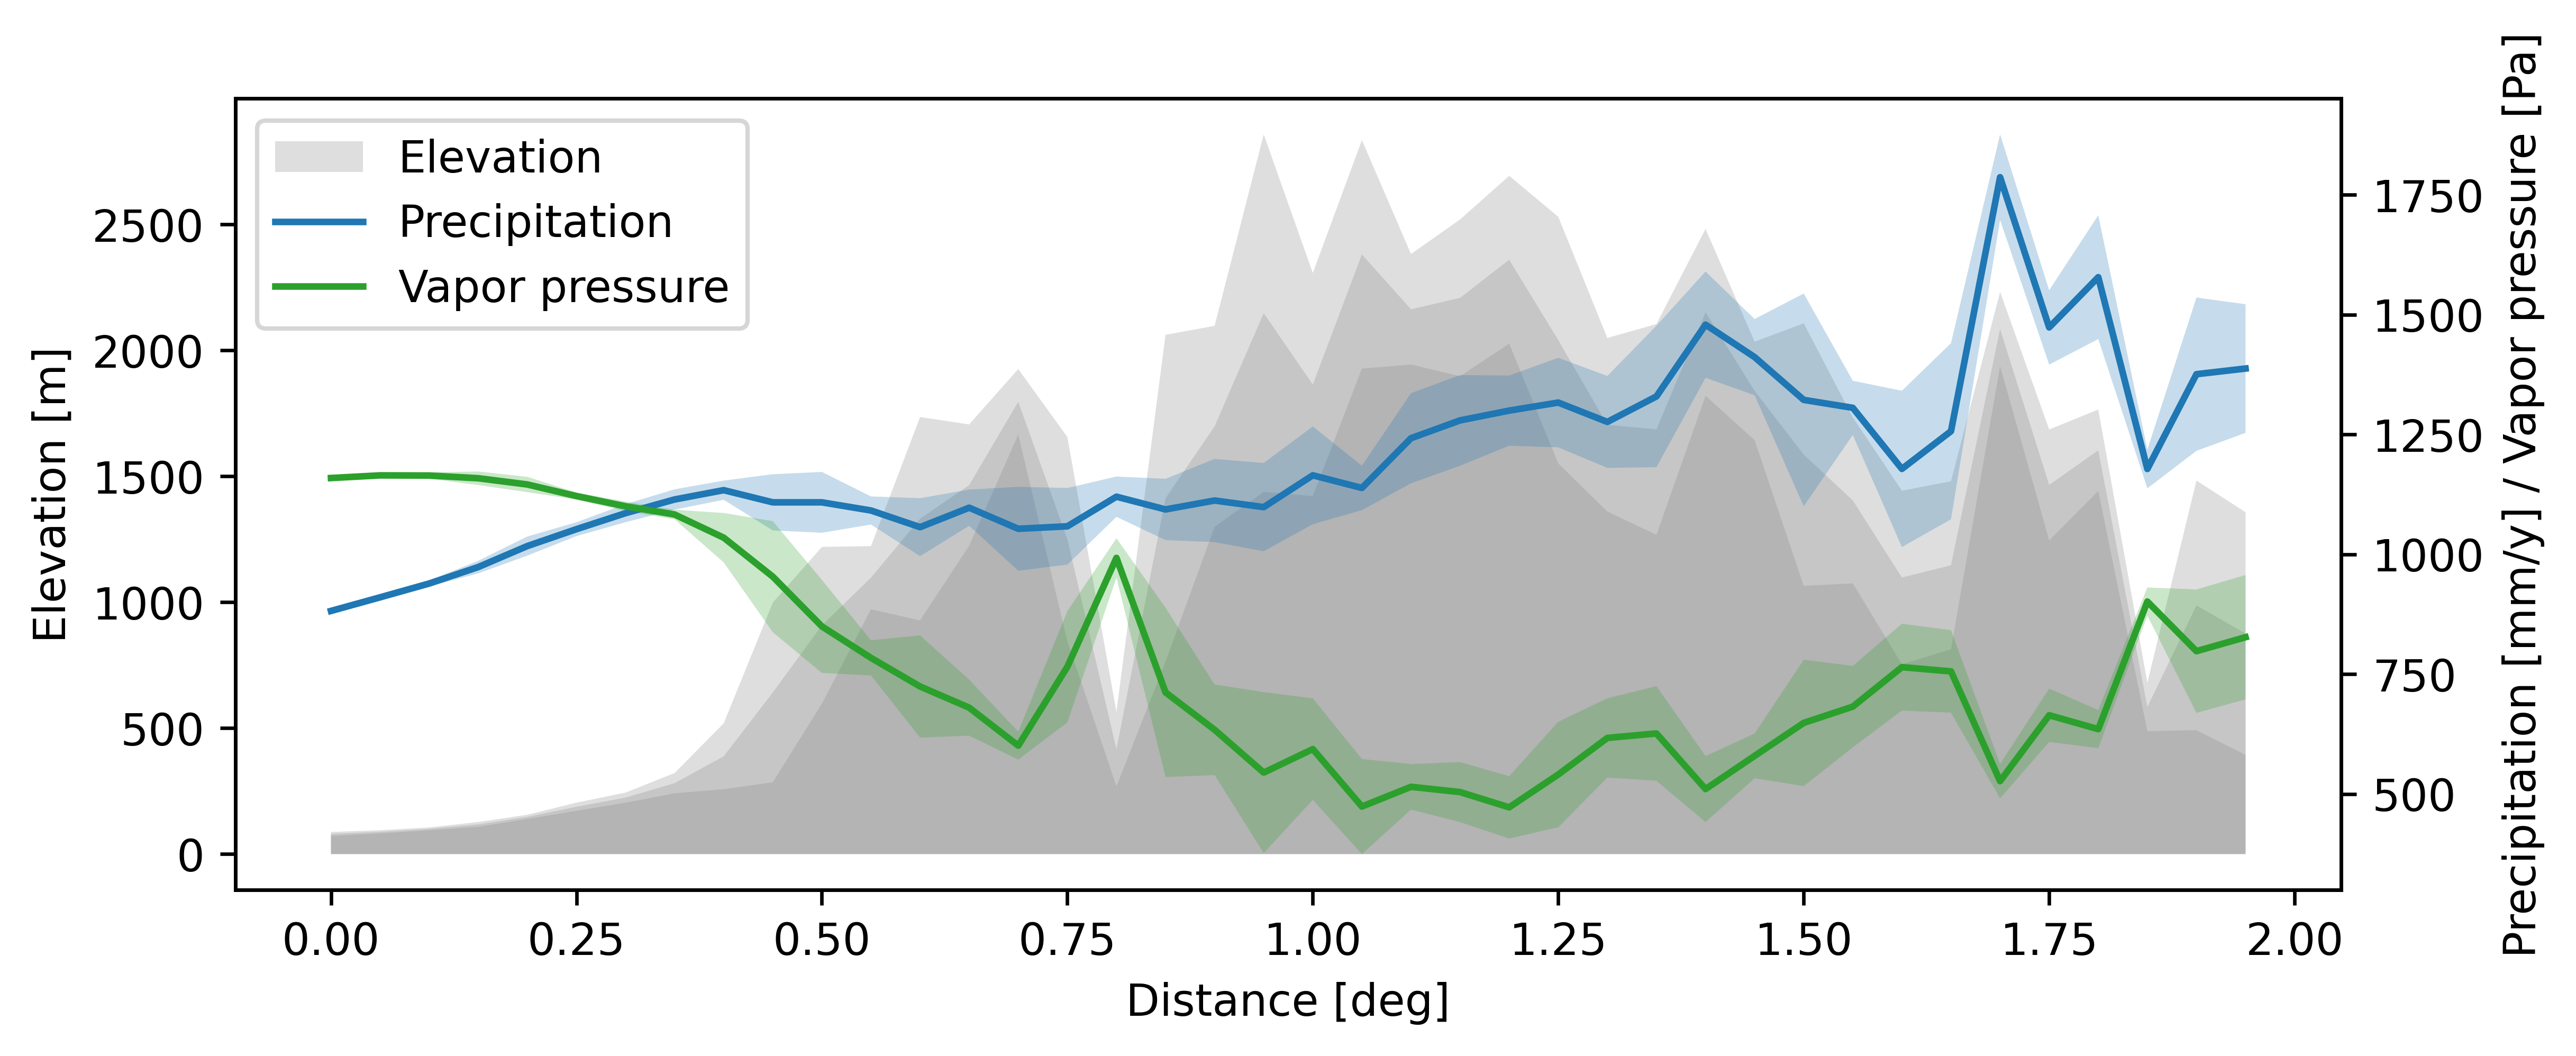 Elevation
Precipitation
Vapor pressure
Elevation [m]
2500
2000
1500
1000
500
0
1750
1500
1250
1000
750
500
Precipitation [mm/y] / Vapor pressure [Pa]
0.00 0.25 0.50 0.75 1.00 1.25 1.50 1.75 2.00
Distance [deg]